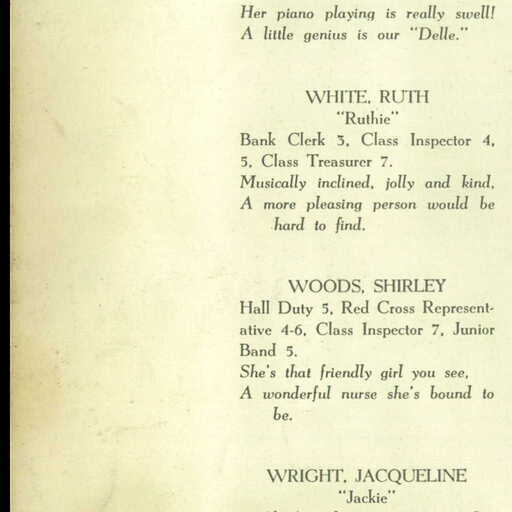 Her piano playing is really swell!
A little genius is our "Delle."
WHITE, RUTH
"Ruthie"
Bank Clerk 3, Class Inspector 4,
5, Class Treasurer 7.
Musically inclined, jolly and kind,
A more pleasing person would be
hard to find.
WOODS, SHIRLEY
Hall Duty 5, Red Cross Represent-
ative 4-6, Class Inspector 7, Junior
Band 5.
She's that friendly girl you see,
A wonderful nurse she's bound to
be.
WRIGHT, JACQUELINE
"Jackie"